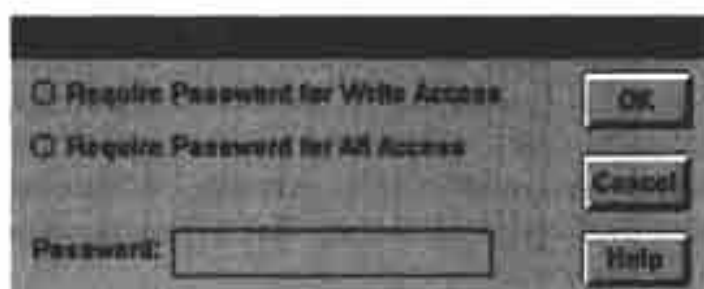 Require Password for Write Access
OK
Require Password for All Access
Cancel
Password:
Help